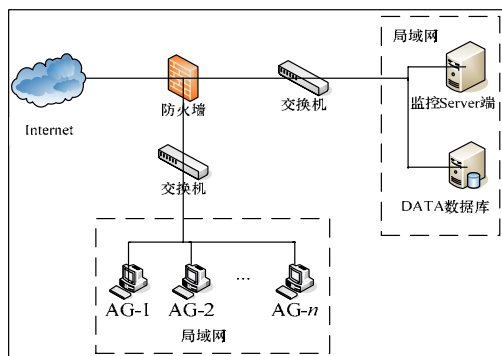 局域网
Internet
防火墙
交换机
监控Server端
交换机
DATA数据库
AG-1
AG-2
...
AG-n
局域网